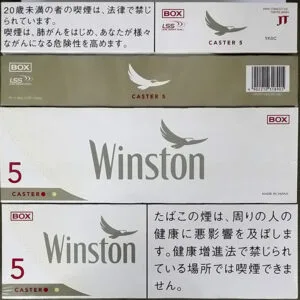 20歳未満の者の喫煙は、法律で禁じ
られています。
喫煙は、肺がんをはじめ、あなたが様々
ながんになる危険性を高めます。
BOX
LSS
CASTER 5
JT
BOX
LSS
CASTER 5
BOX
Winston
5
CASTER
MADE IN JAPAN
BOX
Winston
5
CASTER
たばこの煙は、周りの人の
健康に悪影響を及ぼしま
す。健康増進法で禁じられ
ている場所では喫煙できま
せん。